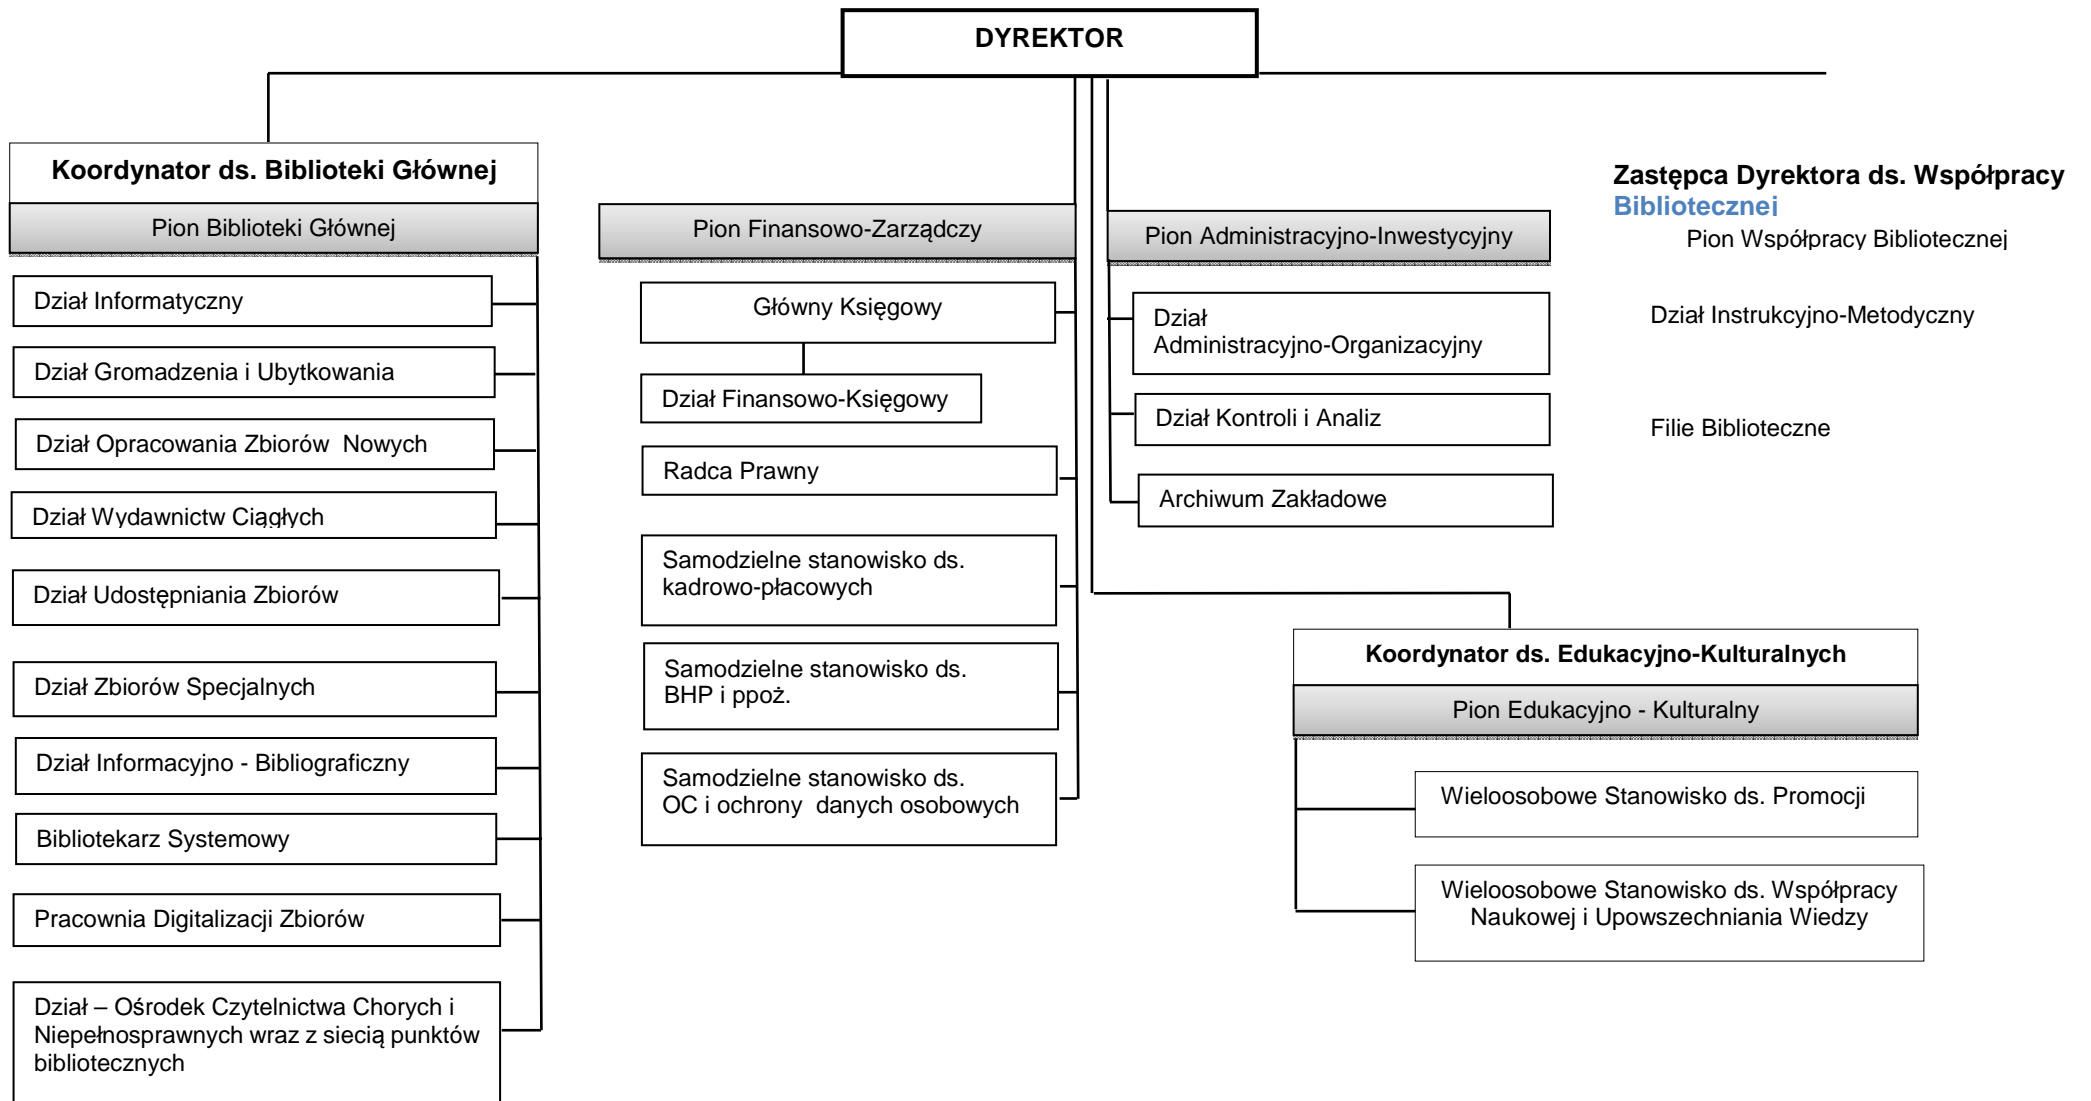 DYREKTOR
Koordynator ds. Biblioteki Głównej
Pion Biblioteki Głównej
Dział Informatyczny
Dział Gromadzenia i Ubytkowania
Dział Opracowania Zbiorów  Nowych
Dział Wydawnictw Ciągłych
Dział Udostępniania Zbiorów
Dział Zbiorów Specjalnych
Dział Informacyjno - Bibliograficzny
Bibliotekarz Systemowy
Pracownia Digitalizacji Zbiorów
Dział – Ośrodek Czytelnictwa Chorych i
Niepełnosprawnych wraz z siecią punktów
bibliotecznych
Pion Finansowo-Zarządczy
Główny Księgowy
Dział Finansowo-Księgowy
Radca Prawny
Samodzielne stanowisko ds.
kadrowo-płacowych
Samodzielne stanowisko ds.
BHP i ppoż.
Samodzielne stanowisko ds.
OC i ochrony  danych osobowych
Pion Administracyjno-Inwestycyjny
Dział
Administracyjno-Organizacyjny
Dział Kontroli i Analiz
Archiwum Zakładowe
Zastępca Dyrektora ds. Współpracy
Bibliotecznej
Pion Współpracy Bibliotecznej
Dział Instrukcyjno-Metodyczny
Filie Biblioteczne
Koordynator ds. Edukacyjno-Kulturalnych
Pion Edukacyjno - Kulturalny
Wieloosobowe Stanowisko ds. Promocji
Wieloosobowe Stanowisko ds. Współpracy
Naukowej i Upowszechniania Wiedzy